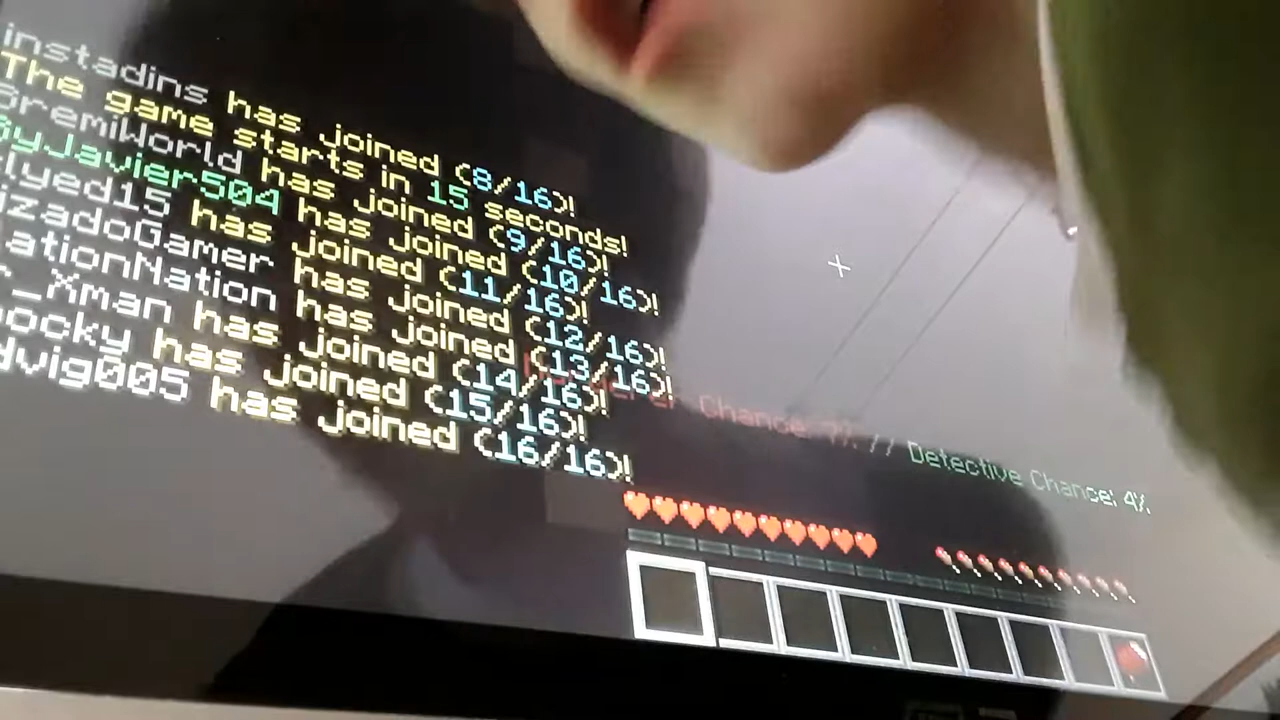 instadins has joined (8/16)!
The game starts in 15 seconds!
GremiWorld has joined (9/16)!
ByJavier504 has joined (10/16)!
lyed15 has joined (11/16)!
izadoGamer has joined (12/16)!
ationNation has joined (13/16)!
_Xman has joined (14/16)!
ocky has joined (15/16)!
dvig005 has joined (16/16)!
Chance: 7% // Detective Chance: 4%